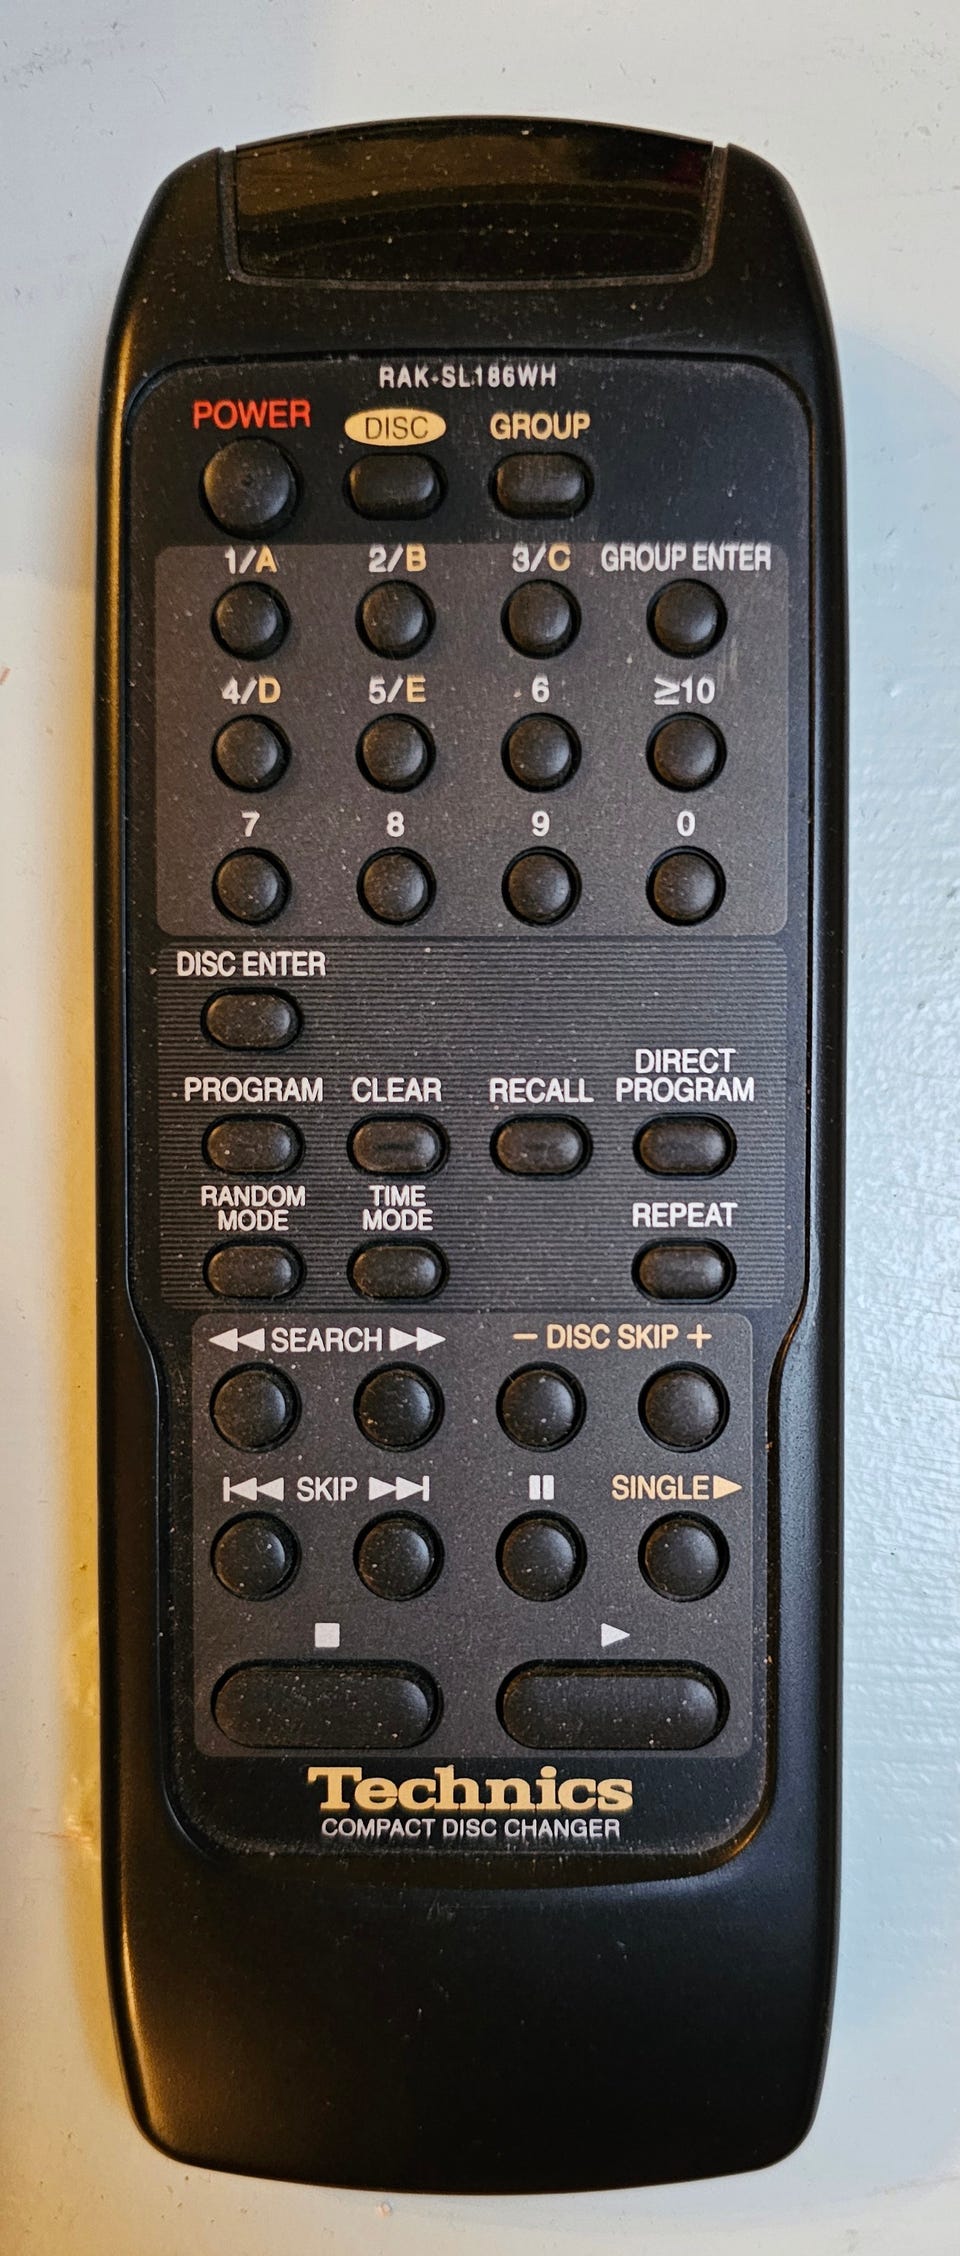 RAK-SL186WH
POWER DISC GROUP
1/A 2/B 3/C GROUP ENTER
4/D 5/E 6 ≥10
7 8 9 0
DISC ENTER
DIRECT
PROGRAM CLEAR RECALL PROGRAM
RANDOM TIME
MODE MODE REPEAT
◀◀ SEARCH ▶▶ − DISC SKIP +
|◀◀ SKIP ▶▶| ▮▮ SINGLE▶
■ ▶
Technics
COMPACT DISC CHANGER